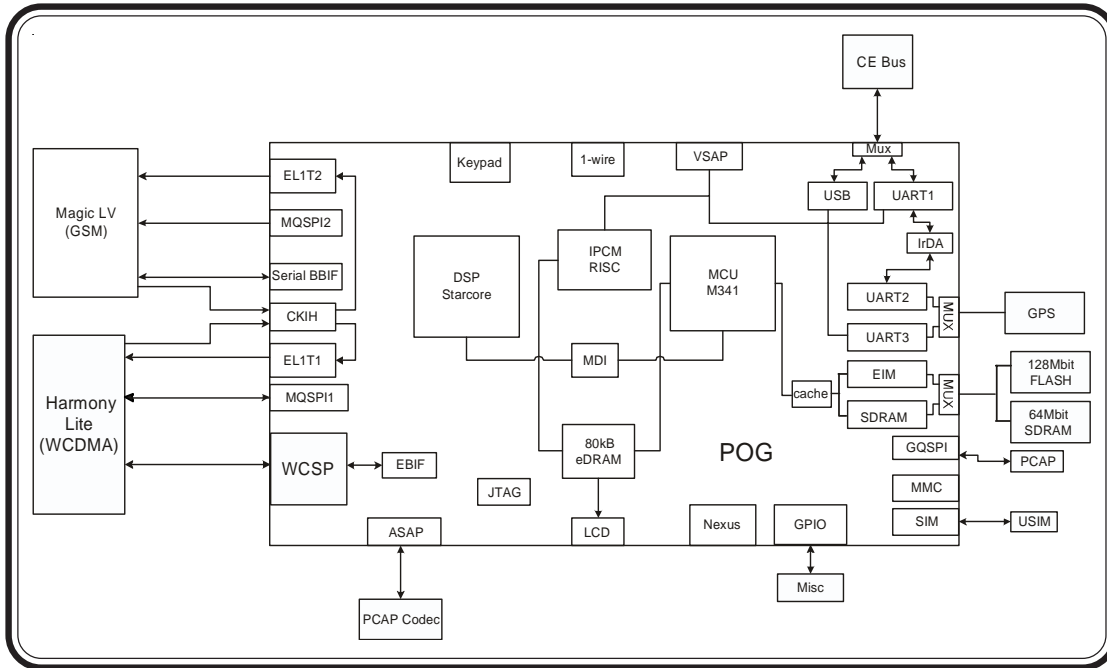 CE Bus
Keypad
1-wire
VSAP
Mux
Magic LV
(GSM)
EL1T2
USB
UART1
MQSPI2
IPCM
RISC
IrDA
DSP
Starcore
MCU
M341
Serial BBIF
UART2
MUX
GPS
CKIH
UART3
EL1T1
MDI
EIM
MUX
128Mbit
FLASH
cache
MQSPI1
SDRAM
64Mbit
SDRAM
Harmony
Lite
(WCDMA)
80kB
eDRAM
POG
GQSPI
PCAP
WCSP
EBIF
JTAG
MMC
ASAP
LCD
Nexus
GPIO
SIM
USIM
Misc
PCAP Codec